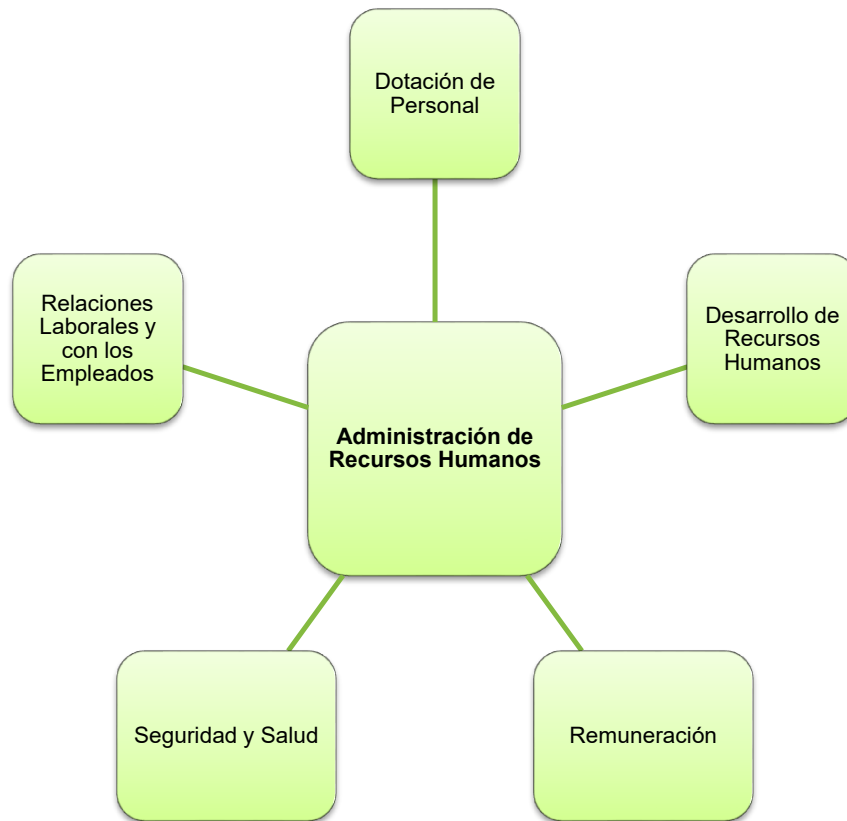 Dotación de
Personal
Relaciones
Laborales y
con los
Empleados
Desarrollo de
Recursos
Humanos
Administración de
Recursos Humanos
Seguridad y Salud
Remuneración